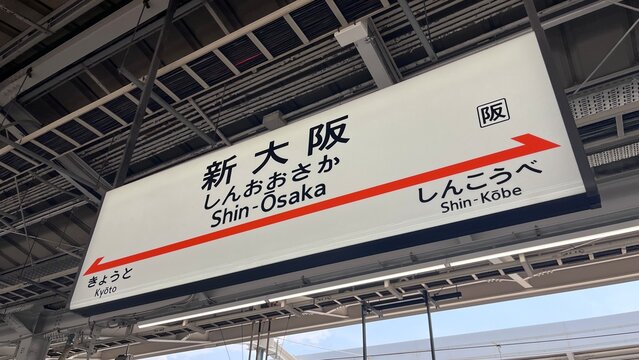 新大阪
阪
しんおおさか
Shin-Ōsaka
しんこうべ
Shin-Kōbe
きょうと
Kyōto